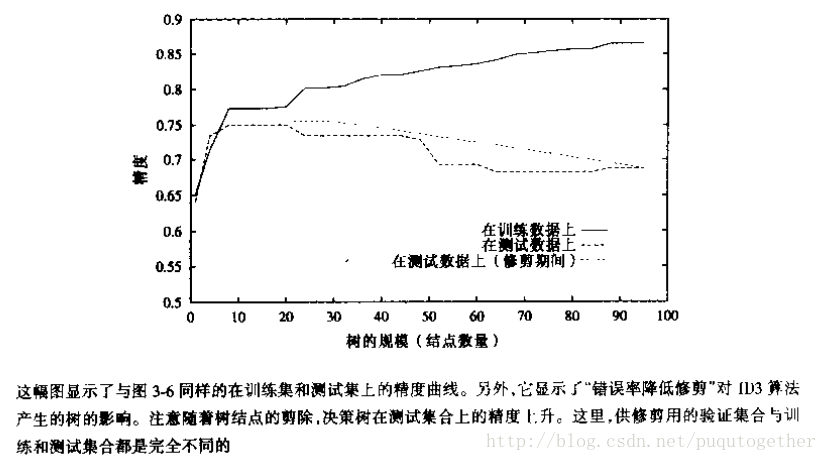 0.9
0.85
0.8
0.75
0.7
0.65
0.6
0.55
0.5
精度
在训练数据上
在测试数据上
在测试数据上（修剪期间）
0 10 20 30 40 50 60 70 80 90 100
树的规模（结点数量）
这幅图显示了与图 3-6 同样的在训练集和测试集上的精度曲线。另外,它显示了“错误率降低修剪”对 ID3 算法
产生的树的影响。注意随着树结点的剪除,决策树在测试集合上的精度上升。这里,供修剪用的验证集合与训
练和测试集合都是完全不同的
http://blog.csdn.net/puqutogether